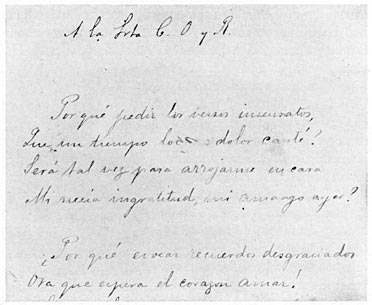 A la Srta C. O y R.
Por qué pedir los versos insensatos,
Que un tiempo loco de dolor canté?
Será tal vez para arrojarme en cara
Mi necia ingratitud, mi amargo ayer?
¿Por qué evocar recuerdos desgraciados
Ora que espera el corazon amar!